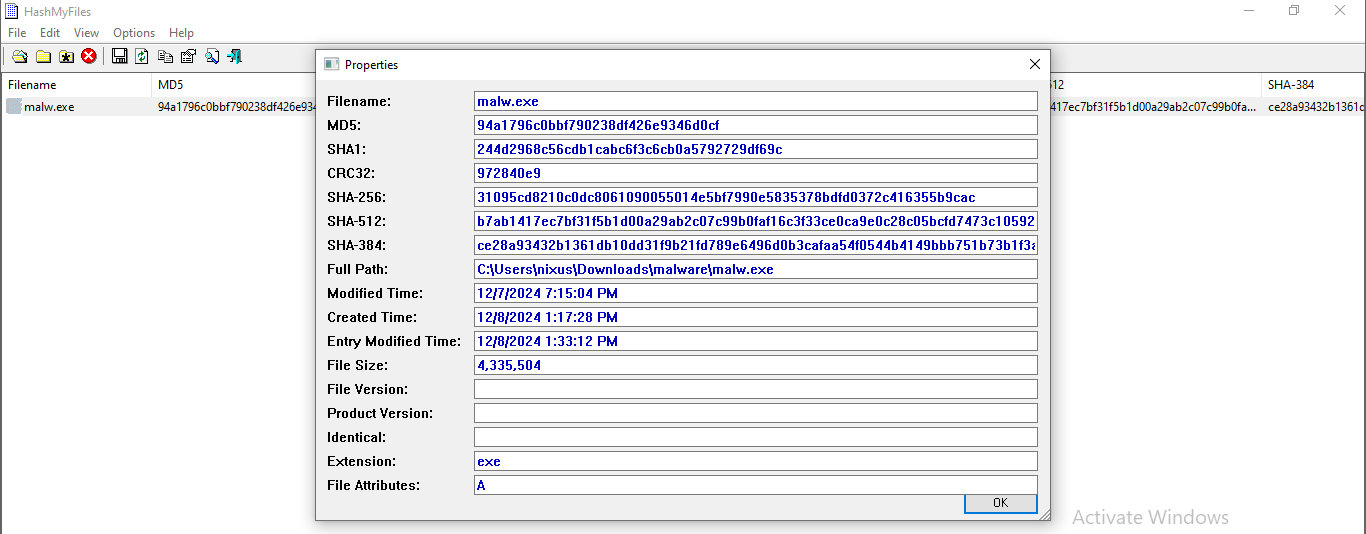 HashMyFiles
File Edit View Options Help
Filename MD5 512 SHA-384
malw.exe 94a1796c0bbf790238df426e934 417ec7bf31f5b1d00a29ab2c07c99b0fa... ce28a93432b1361d
Properties
Filename: malw.exe
MD5: 94a1796c0bbf790238df426e9346d0cf
SHA1: 244d2968c56cdb1cabc6f3c6cb0a5792729df69c
CRC32: 972840e9
SHA-256: 31095cd8210c0dc8061090055014e5bf7990e5835378bdfd0372c416355b9cac
SHA-512: b7ab1417ec7bf31f5b1d00a29ab2c07c99b0faf16c3f33ce0ca9e0c28c05bcfd7473c10592
SHA-384: ce28a93432b1361db10dd31f9b21fd789e6496d0b3cafaa54f0544b4149bbb751b73b1f3a
Full Path: C:\Users\nixus\Downloads\malware\malw.exe
Modified Time: 12/7/2024 7:15:04 PM
Created Time: 12/8/2024 1:17:28 PM
Entry Modified Time: 12/8/2024 1:33:12 PM
File Size: 4,335,504
File Version:
Product Version:
Identical:
Extension: exe
File Attributes: A
OK
Activate Windows